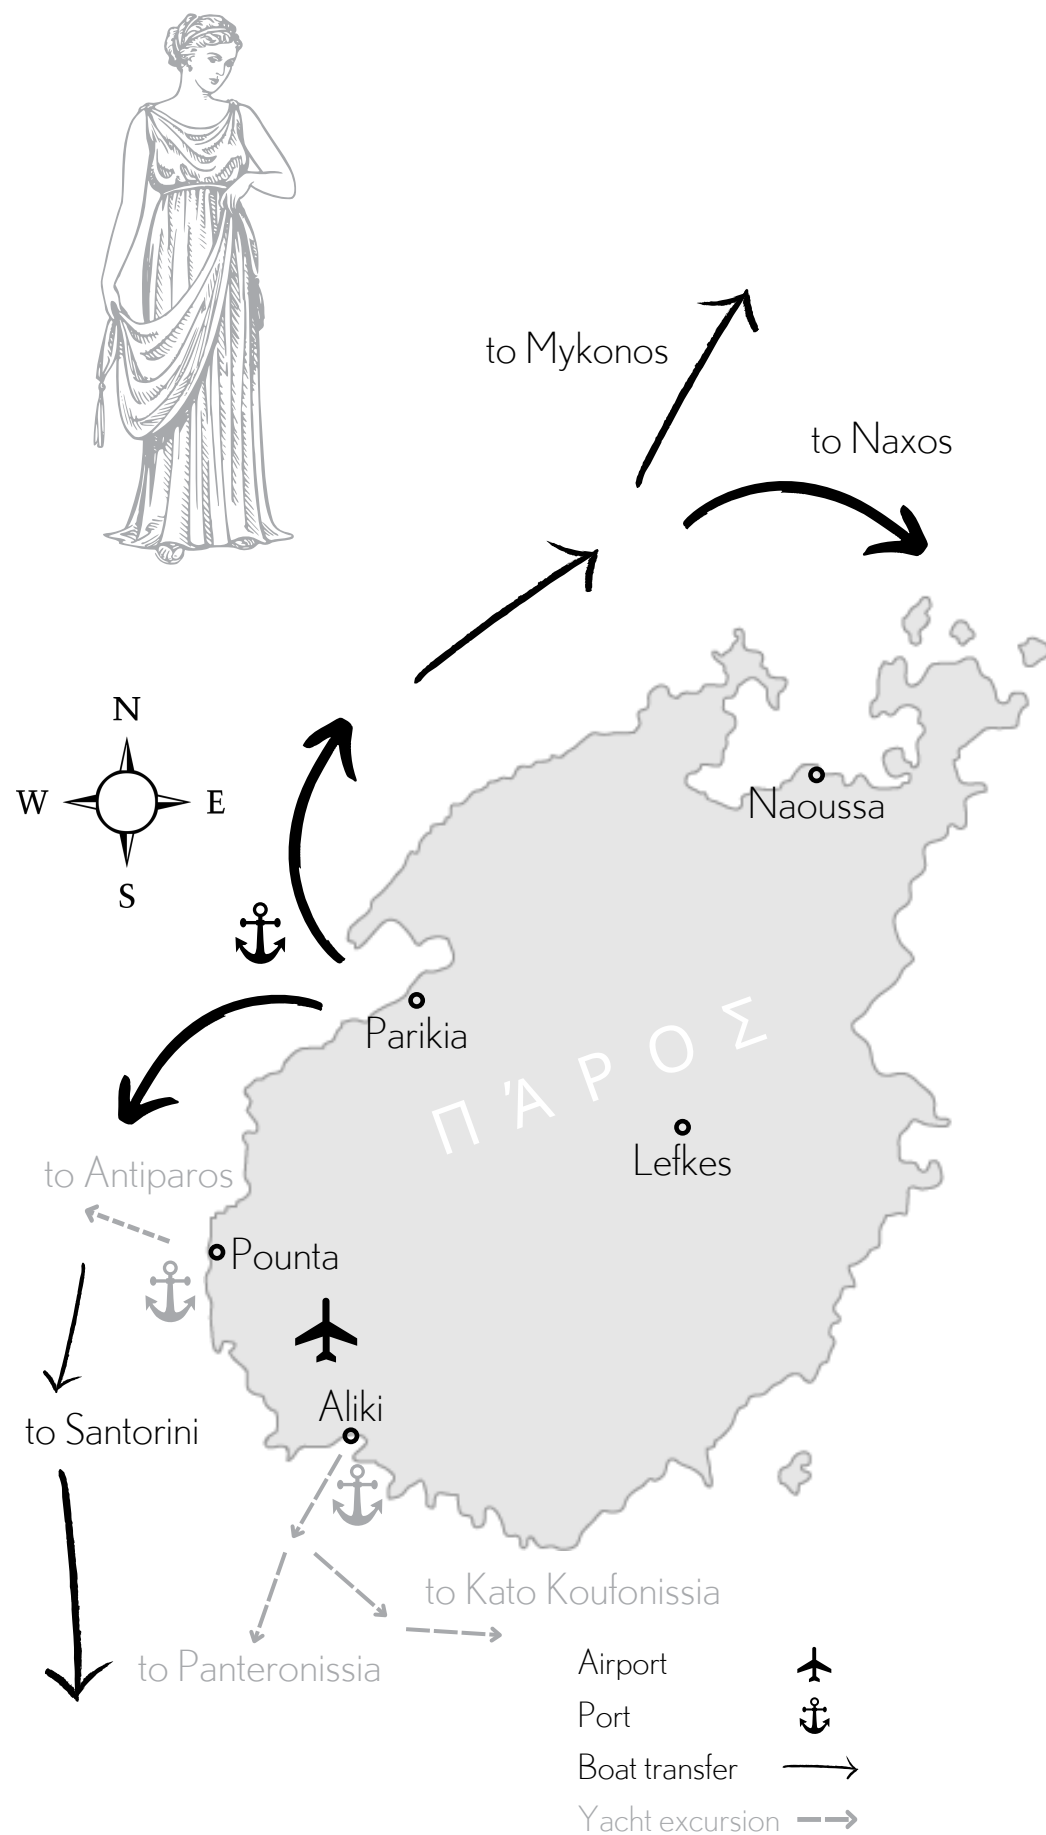 to Mykonos
to Naxos
N
W
E
S
Naoussa
Parikia
ΠΆΡΟΣ
Lefkes
to Antiparos
Pounta
Aliki
to Santorini
to Kato Koufonissia
to Panteronissia
Airport
Port
Boat transfer
Yacht excursion